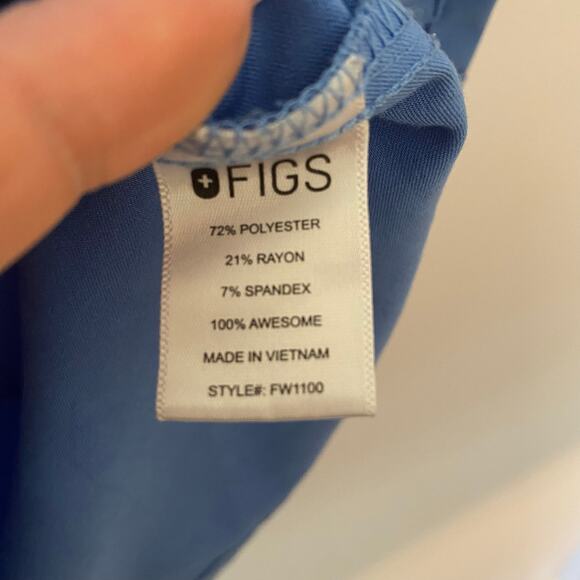 FIGS
72% POLYESTER
21% RAYON
7% SPANDEX
100% AWESOME
MADE IN VIETNAM
STYLE#: FW1100